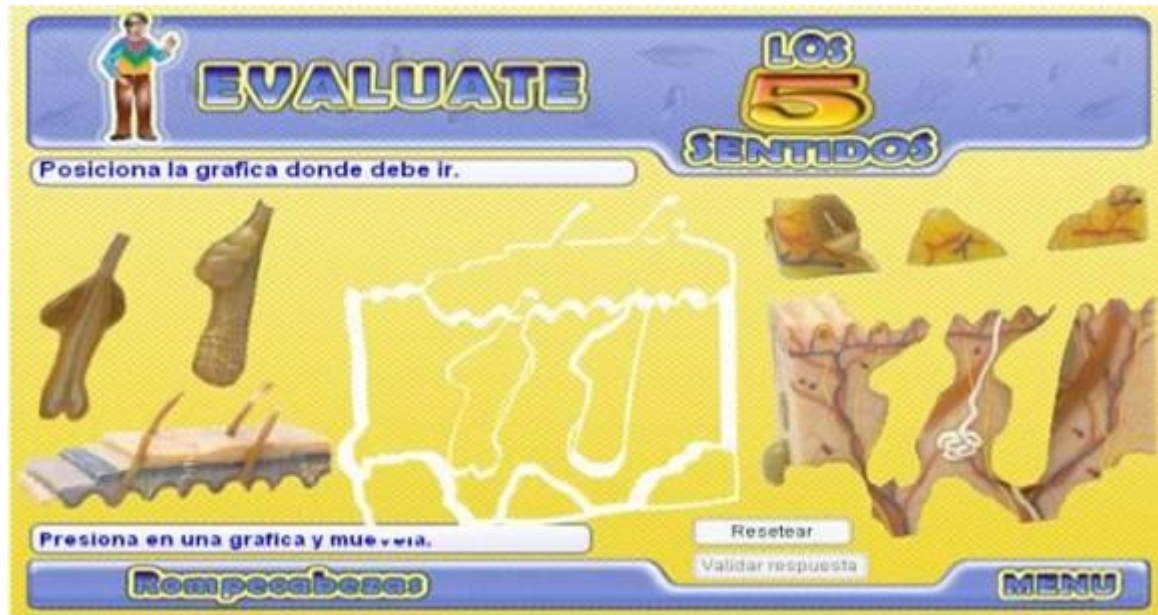 EVALUATE
LOS
5
SENTIDOS
Posiciona la grafica donde debe ir.
Presiona en una grafica y muevela.
Resetear
Validar respuesta
Rompecabezas
MENU